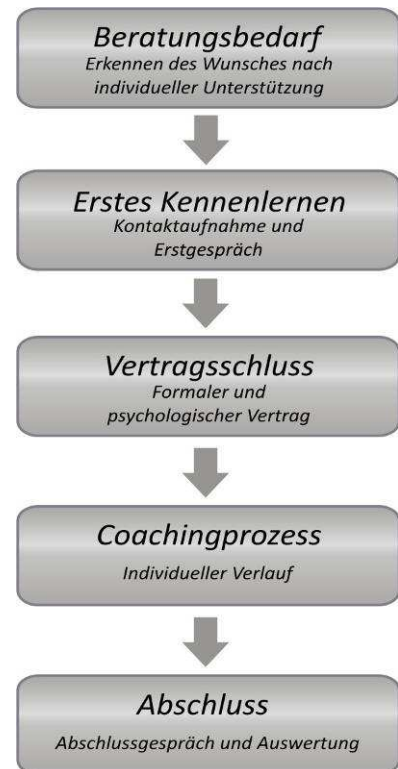 Beratungsbedarf
Erkennen des Wunsches nach
individueller Unterstützung
Erstes Kennenlernen
Kontaktaufnahme und
Erstgespräch
Vertragsschluss
Formaler und
psychologischer Vertrag
Coachingprozess
Individueller Verlauf
Abschluss
Abschlussgespräch und Auswertung